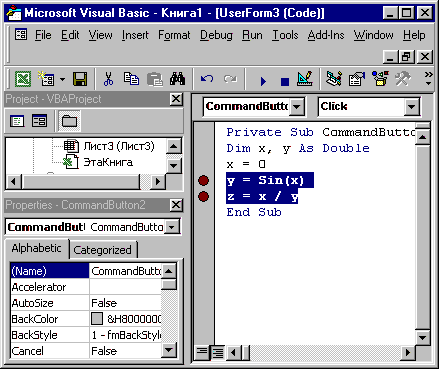 Microsoft Visual Basic - Книга1 - [UserForm3 (Code)]
File Edit View Insert Format Debug Run Tools Add-Ins Window Help
Project - VBAProject
Лист3 (Лист3)
ЭтаКнига
Properties - CommandButton2
CommandBut CommandButto
Alphabetic Categorized
(Name) CommandButto
Accelerator
AutoSize False
BackColor &H8000000
BackStyle 1 - fmBackStyle
Cancel False
CommandButto Click
Private Sub CommandButto
Dim x, y As Double
x = 0
y = Sin(x)
z = x / y
End Sub